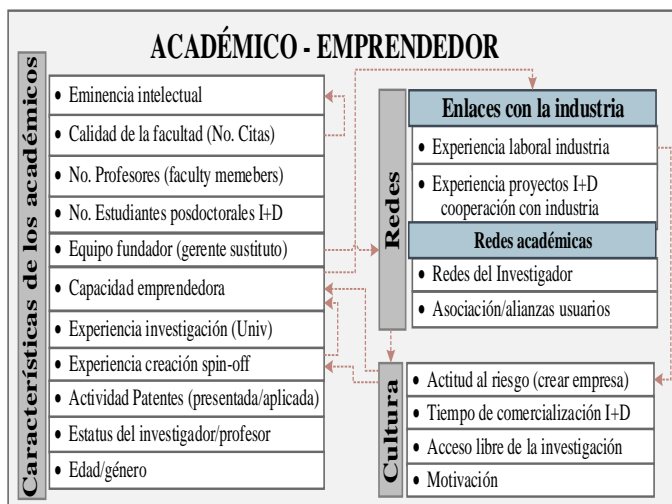 ACADÉMICO - EMPRENDEDOR
Características de los académicos
• Eminencia intelectual
• Calidad de la facultad (No. Citas)
• No. Profesores (faculty memebers)
• No. Estudiantes posdoctorales I+D
• Equipo fundador (gerente sustituto)
• Capacidad emprendedora
• Experiencia investigación (Univ)
• Experiencia creación spin-off
• Actividad Patentes (presentada/aplicada)
• Estatus del investigador/profesor
• Edad/género
Redes
Enlaces con la industria
• Experiencia laboral industria
• Experiencia proyectos I+D
cooperación con industria
Redes académicas
• Redes del Investigador
• Asociación/alianzas usuarios
Cultura
• Actitud al riesgo (crear empresa)
• Tiempo de comercialización I+D
• Acceso libre de la investigación
• Motivación